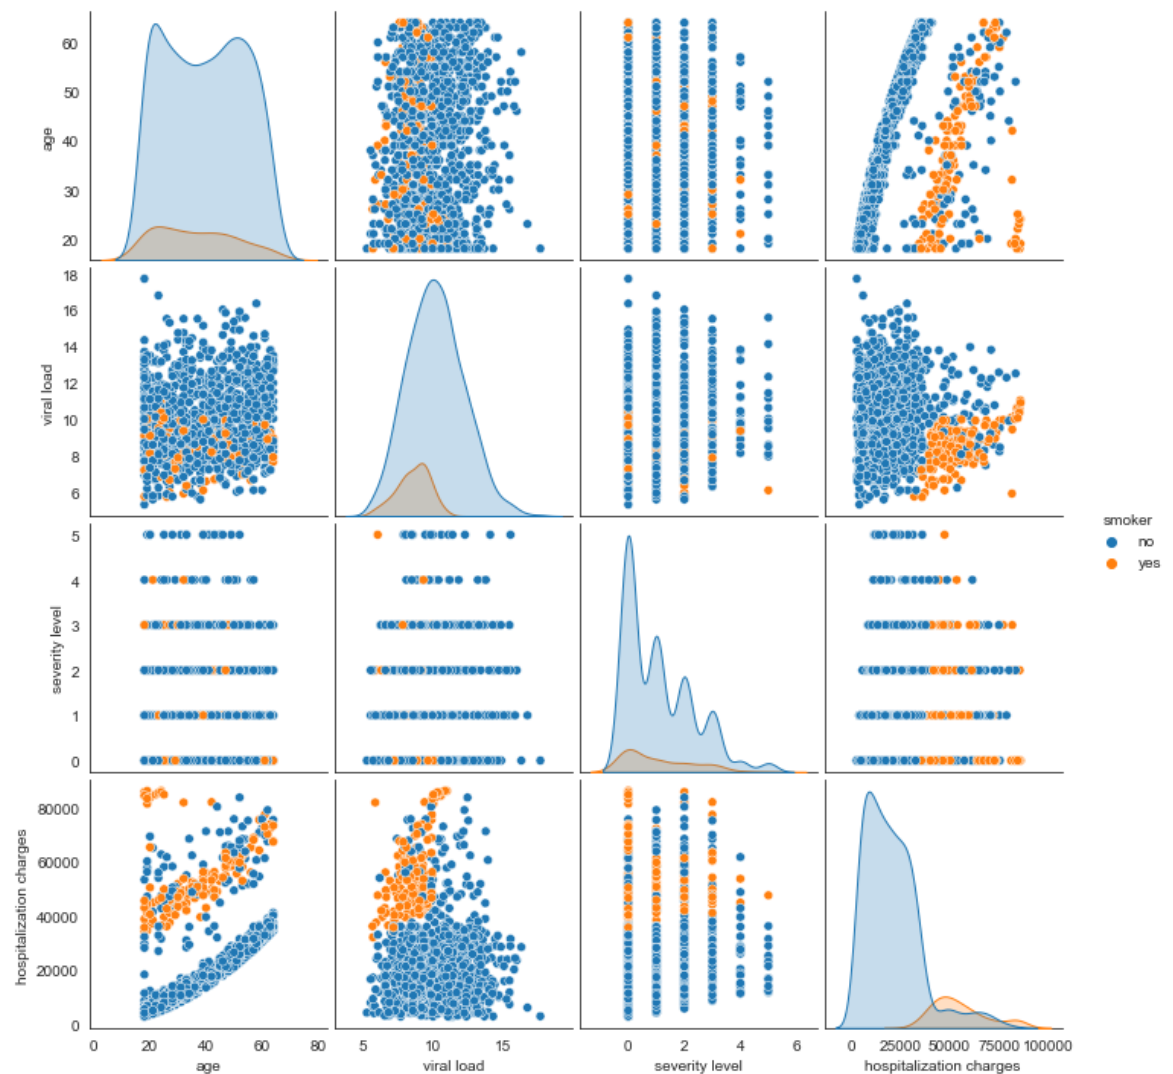 60
50
age
40
30
20
18
16
14
viral load
12
10
8
6
smoker
no
yes
5
4
severity level
3
2
1
0
80000
hospitalization charges
60000
40000
20000
0
0 20 40 60 80 5 10 15 0 2 4 6 0 25000 50000 75000 100000
age viral load severity level hospitalization charges